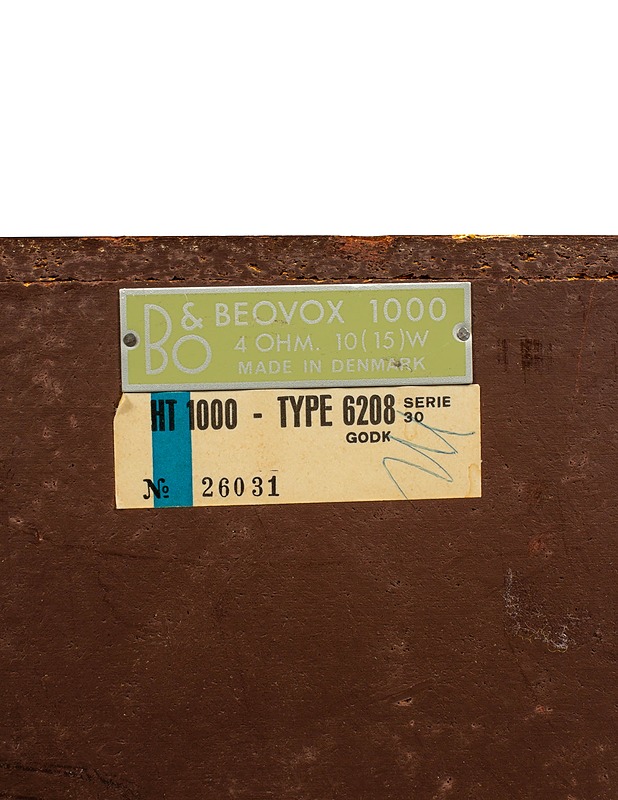 B&O BEOVOX 1000
4 OHM. 10(15)W
MADE IN DENMARK
HT 1000 - TYPE 6208 SERIE 30
GODK
No 26031